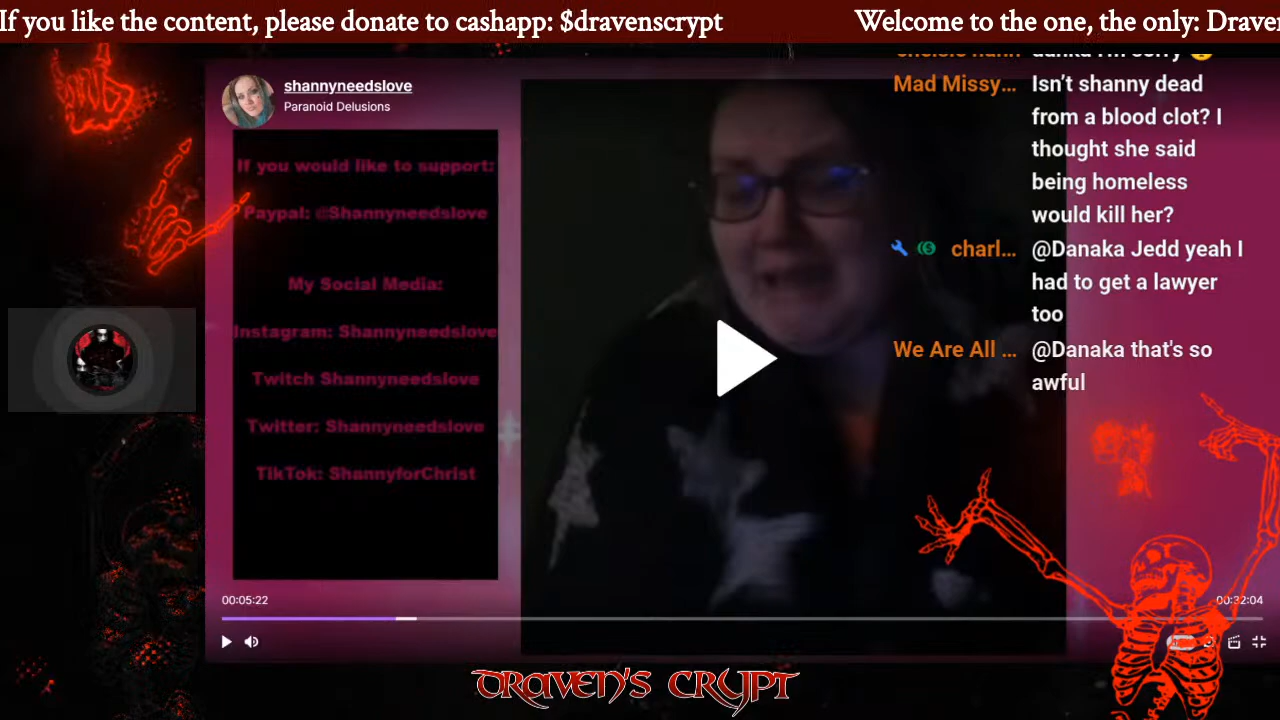 If you like the content, please donate to cashapp: $dravenscrypt
Welcome to the one, the only: Draven
shannyneedslove
Paranoid Delusions
If you would like to support:
Paypal: @Shannyneedslove
My Social Media:
Instagram: Shannyneedslove
Twitch Shannyneedslove
Twitter: Shannyneedslove
TikTok: ShannyforChrist
00:05:22
00:32:04
danka I'm sorry
Mad Missy… Isn’t shanny dead
from a blood clot? I
thought she said
being homeless
would kill her?
charl… @Danaka Jedd yeah I
had to get a lawyer
too
We Are All … @Danaka that's so
awful
DRAVEN'S CRYPT